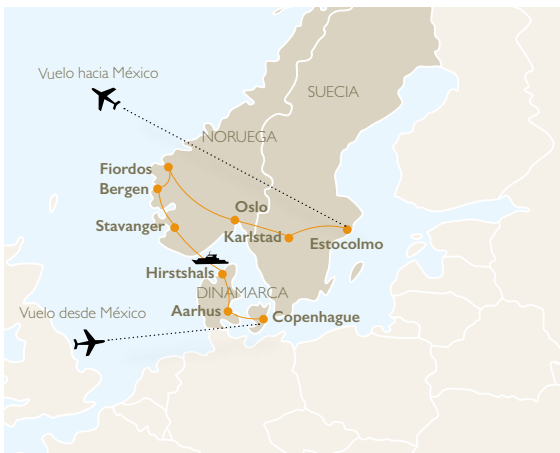 Vuelo hacia México
SUECIA
NORUEGA
Fiordos
Bergen
Oslo
Stavanger
Karlstad
Estocolmo
Hirstshals
DINAMARCA
Vuelo desde México
Aarhus
Copenhague